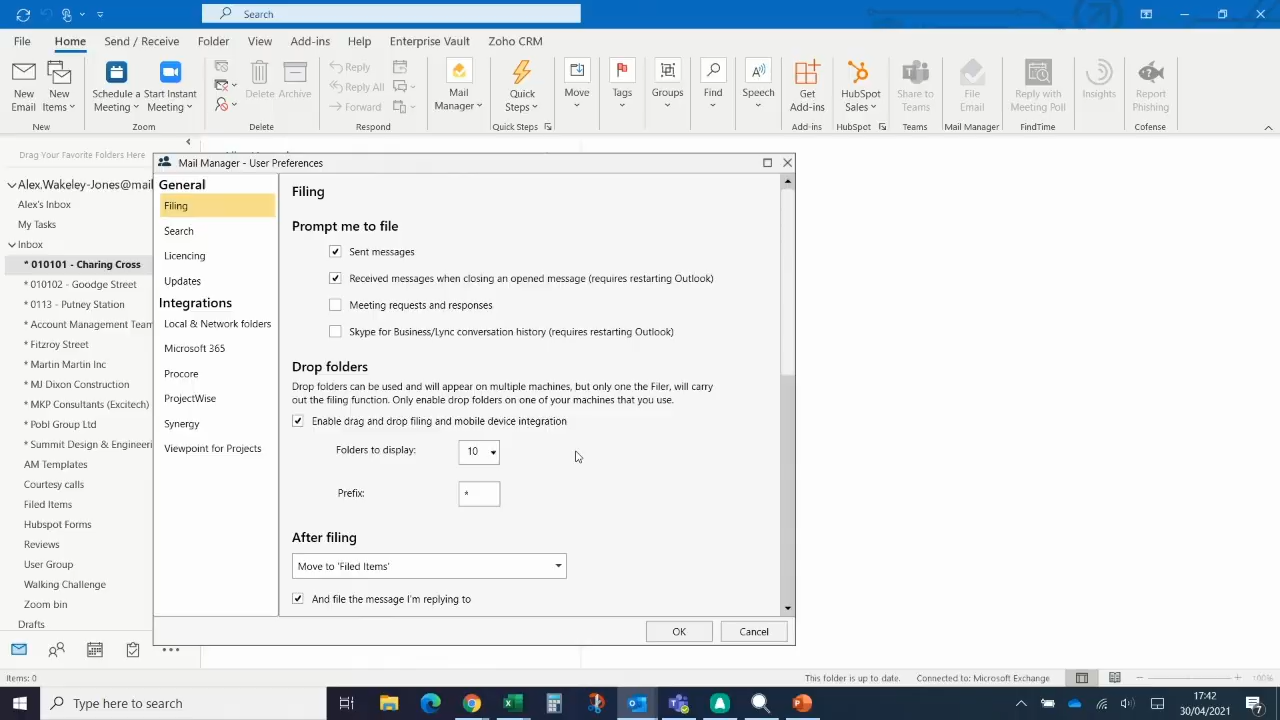 Search
File Home Send / Receive Folder View Add-ins Help Enterprise Vault Zoho CRM
New Email
New Items
Schedule a Meeting
Start Instant Meeting
Delete
Archive
Reply
Reply All
Forward
Mail Manager
Quick Steps
Move
Tags
Groups
Find
Speech
Get Add-ins
HubSpot Sales
Share to Teams
File Email
Reply with Meeting Poll
Insights
Report Phishing
New Zoom Delete Respond Quick Steps Add-ins HubSpot Teams Mail Manager FindTime Cofense
Drag Your Favorite Folders Here
Alex.Wakeley-Jones@mail
Alex's Inbox
My Tasks
Inbox
* 010101 - Charing Cross
* 010102 - Goodge Street
* 0113 - Putney Station
* Account Management Team
* Fitzroy Street
* Martin Martin Inc
* MJ Dixon Construction
* MKP Consultants (Excitech)
* Pobl Group Ltd
* Summit Design & Engineeri
AM Templates
Courtesy calls
Filed Items
Hubspot Forms
Reviews
User Group
Walking Challenge
Zoom bin
Drafts
Mail Manager - User Preferences
General
Filing
Search
Licencing
Updates
Integrations
Local & Network folders
Microsoft 365
Procore
ProjectWise
Synergy
Viewpoint for Projects
Filing
Prompt me to file
Sent messages
Received messages when closing an opened message (requires restarting Outlook)
Meeting requests and responses
Skype for Business/Lync conversation history (requires restarting Outlook)
Drop folders
Drop folders can be used and will appear on multiple machines, but only one the Filer, will carry
out the filing function. Only enable drop folders on one of your machines that you use.
Enable drag and drop filing and mobile device integration
Folders to display: 10
Prefix: *
After filing
Move to 'Filed Items'
And file the message I'm replying to
OK Cancel
Items: 0 This folder is up to date. Connected to: Microsoft Exchange 100%
Type here to search
17:42
30/04/2021